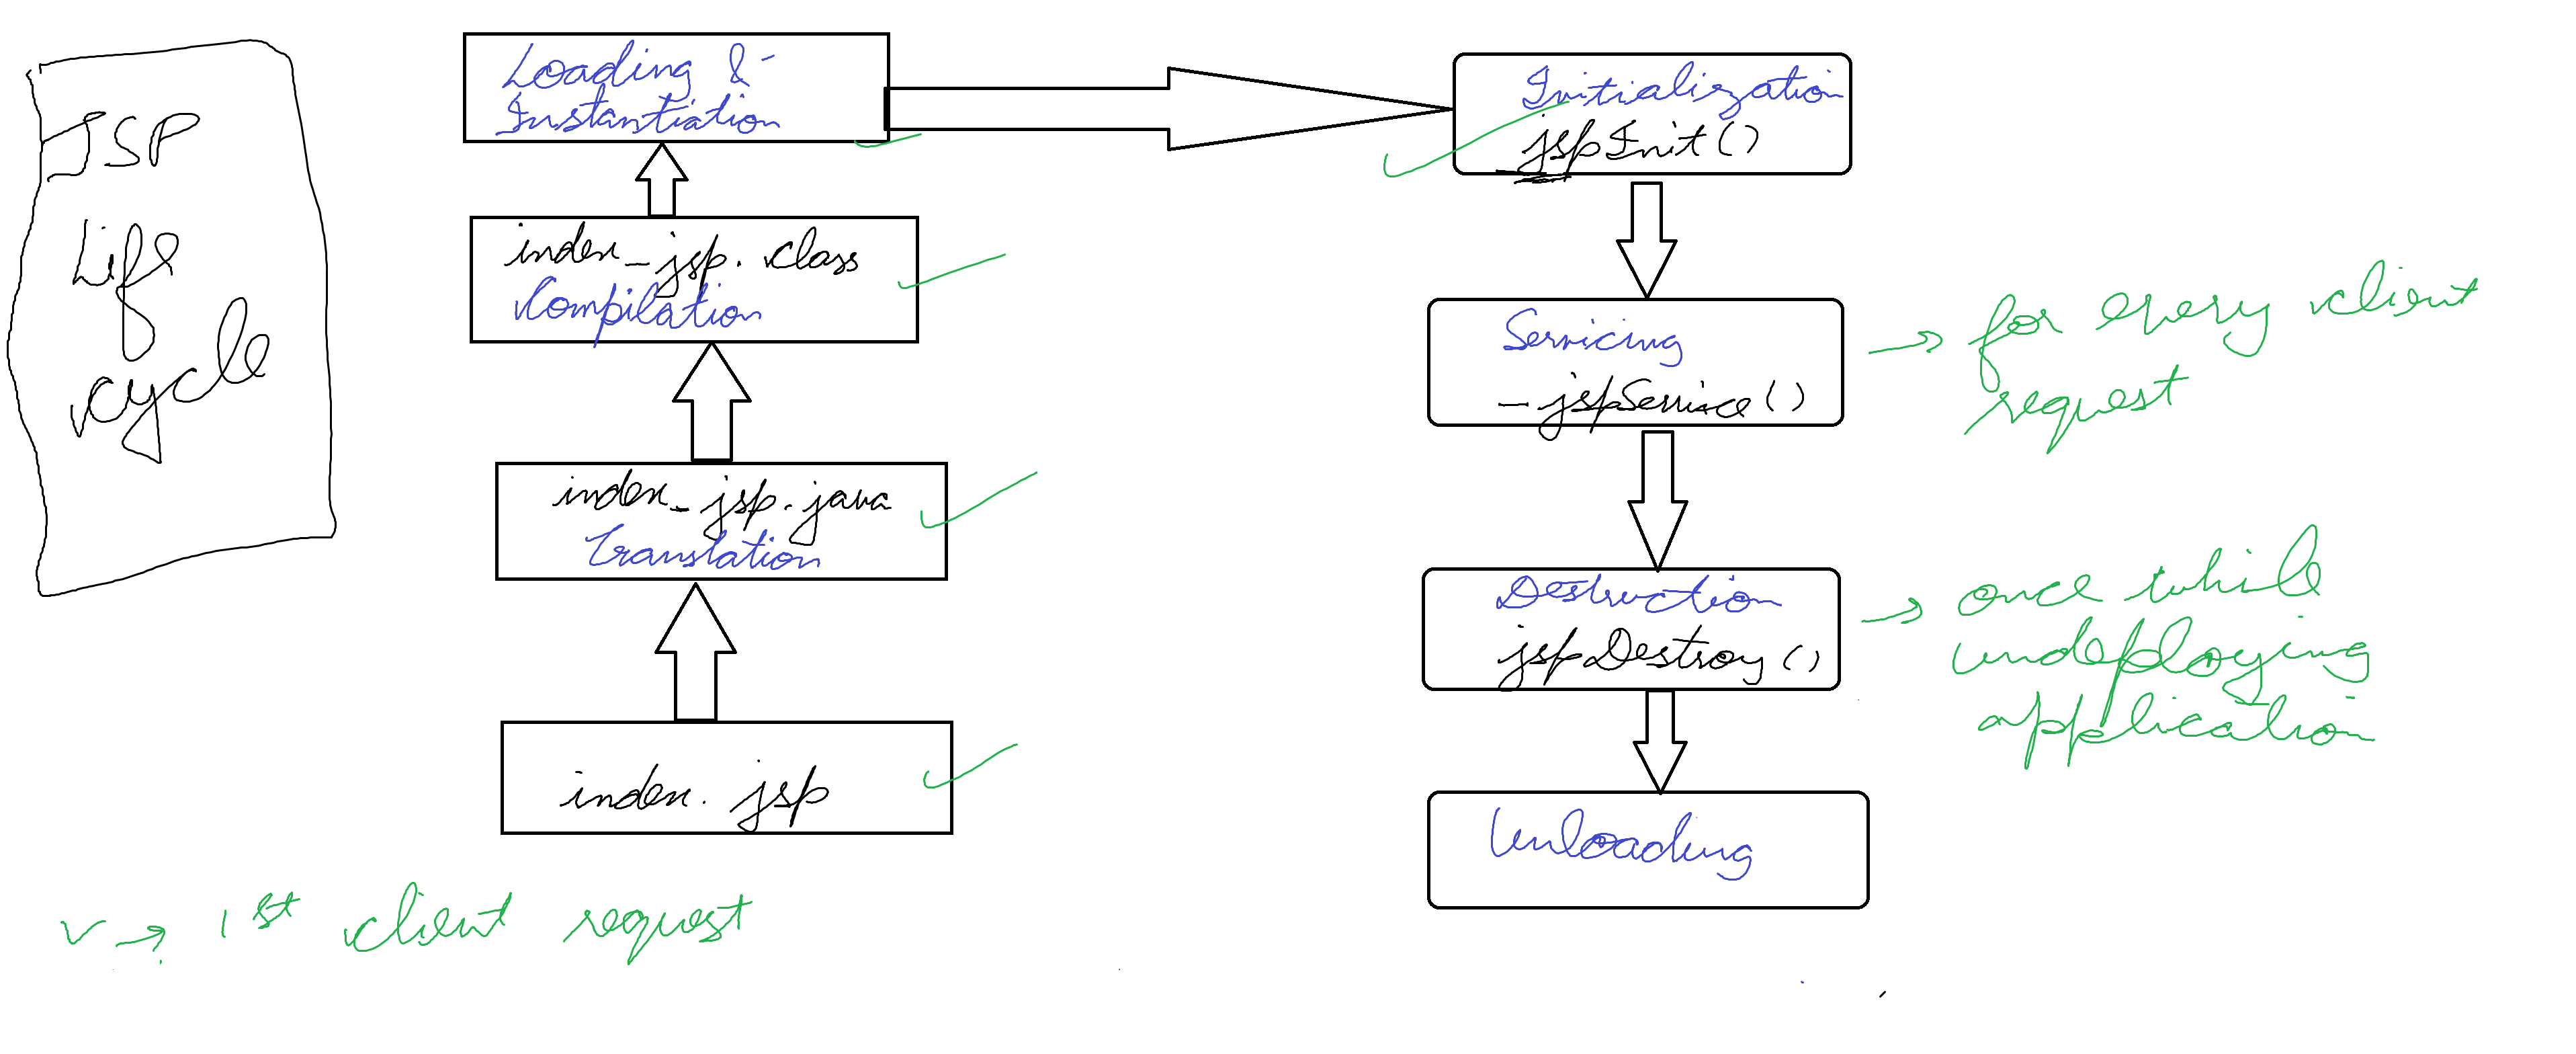 JSP
Life
cycle
Loading &
Instantiation
index_jsp.class
Compilation
index_jsp.java
Translation
index.jsp
Initialization
_jspInit()
Servicing
_jspService()
→ for every client
request
Destruction
jspDestroy()
→ once while
undeploying
application
Unloading
✓ → 1st client request